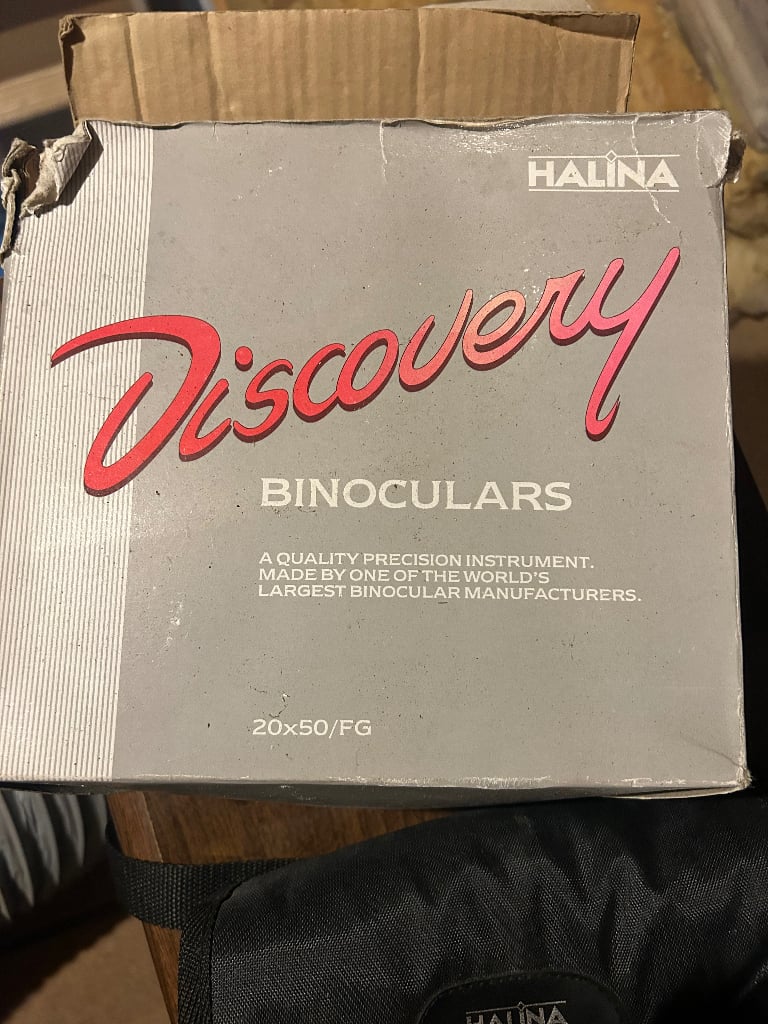 HALINA
Discovery
BINOCULARS
A QUALITY PRECISION INSTRUMENT.
MADE BY ONE OF THE WORLD'S
LARGEST BINOCULAR MANUFACTURERS.
20x50/FG
HALINA